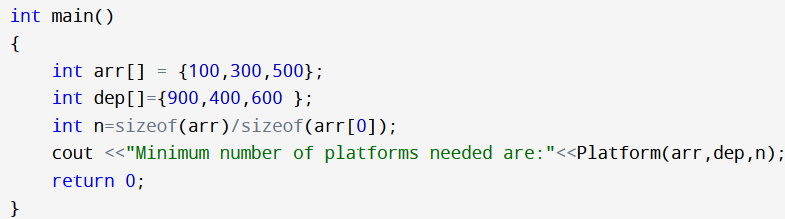 int main()
{
    int arr[] = {100,300,500};
    int dep[]={900,400,600 };
    int n=sizeof(arr)/sizeof(arr[0]);
    cout <<"Minimum number of platforms needed are:"<<Platform(arr,dep,n);
    return 0;
}